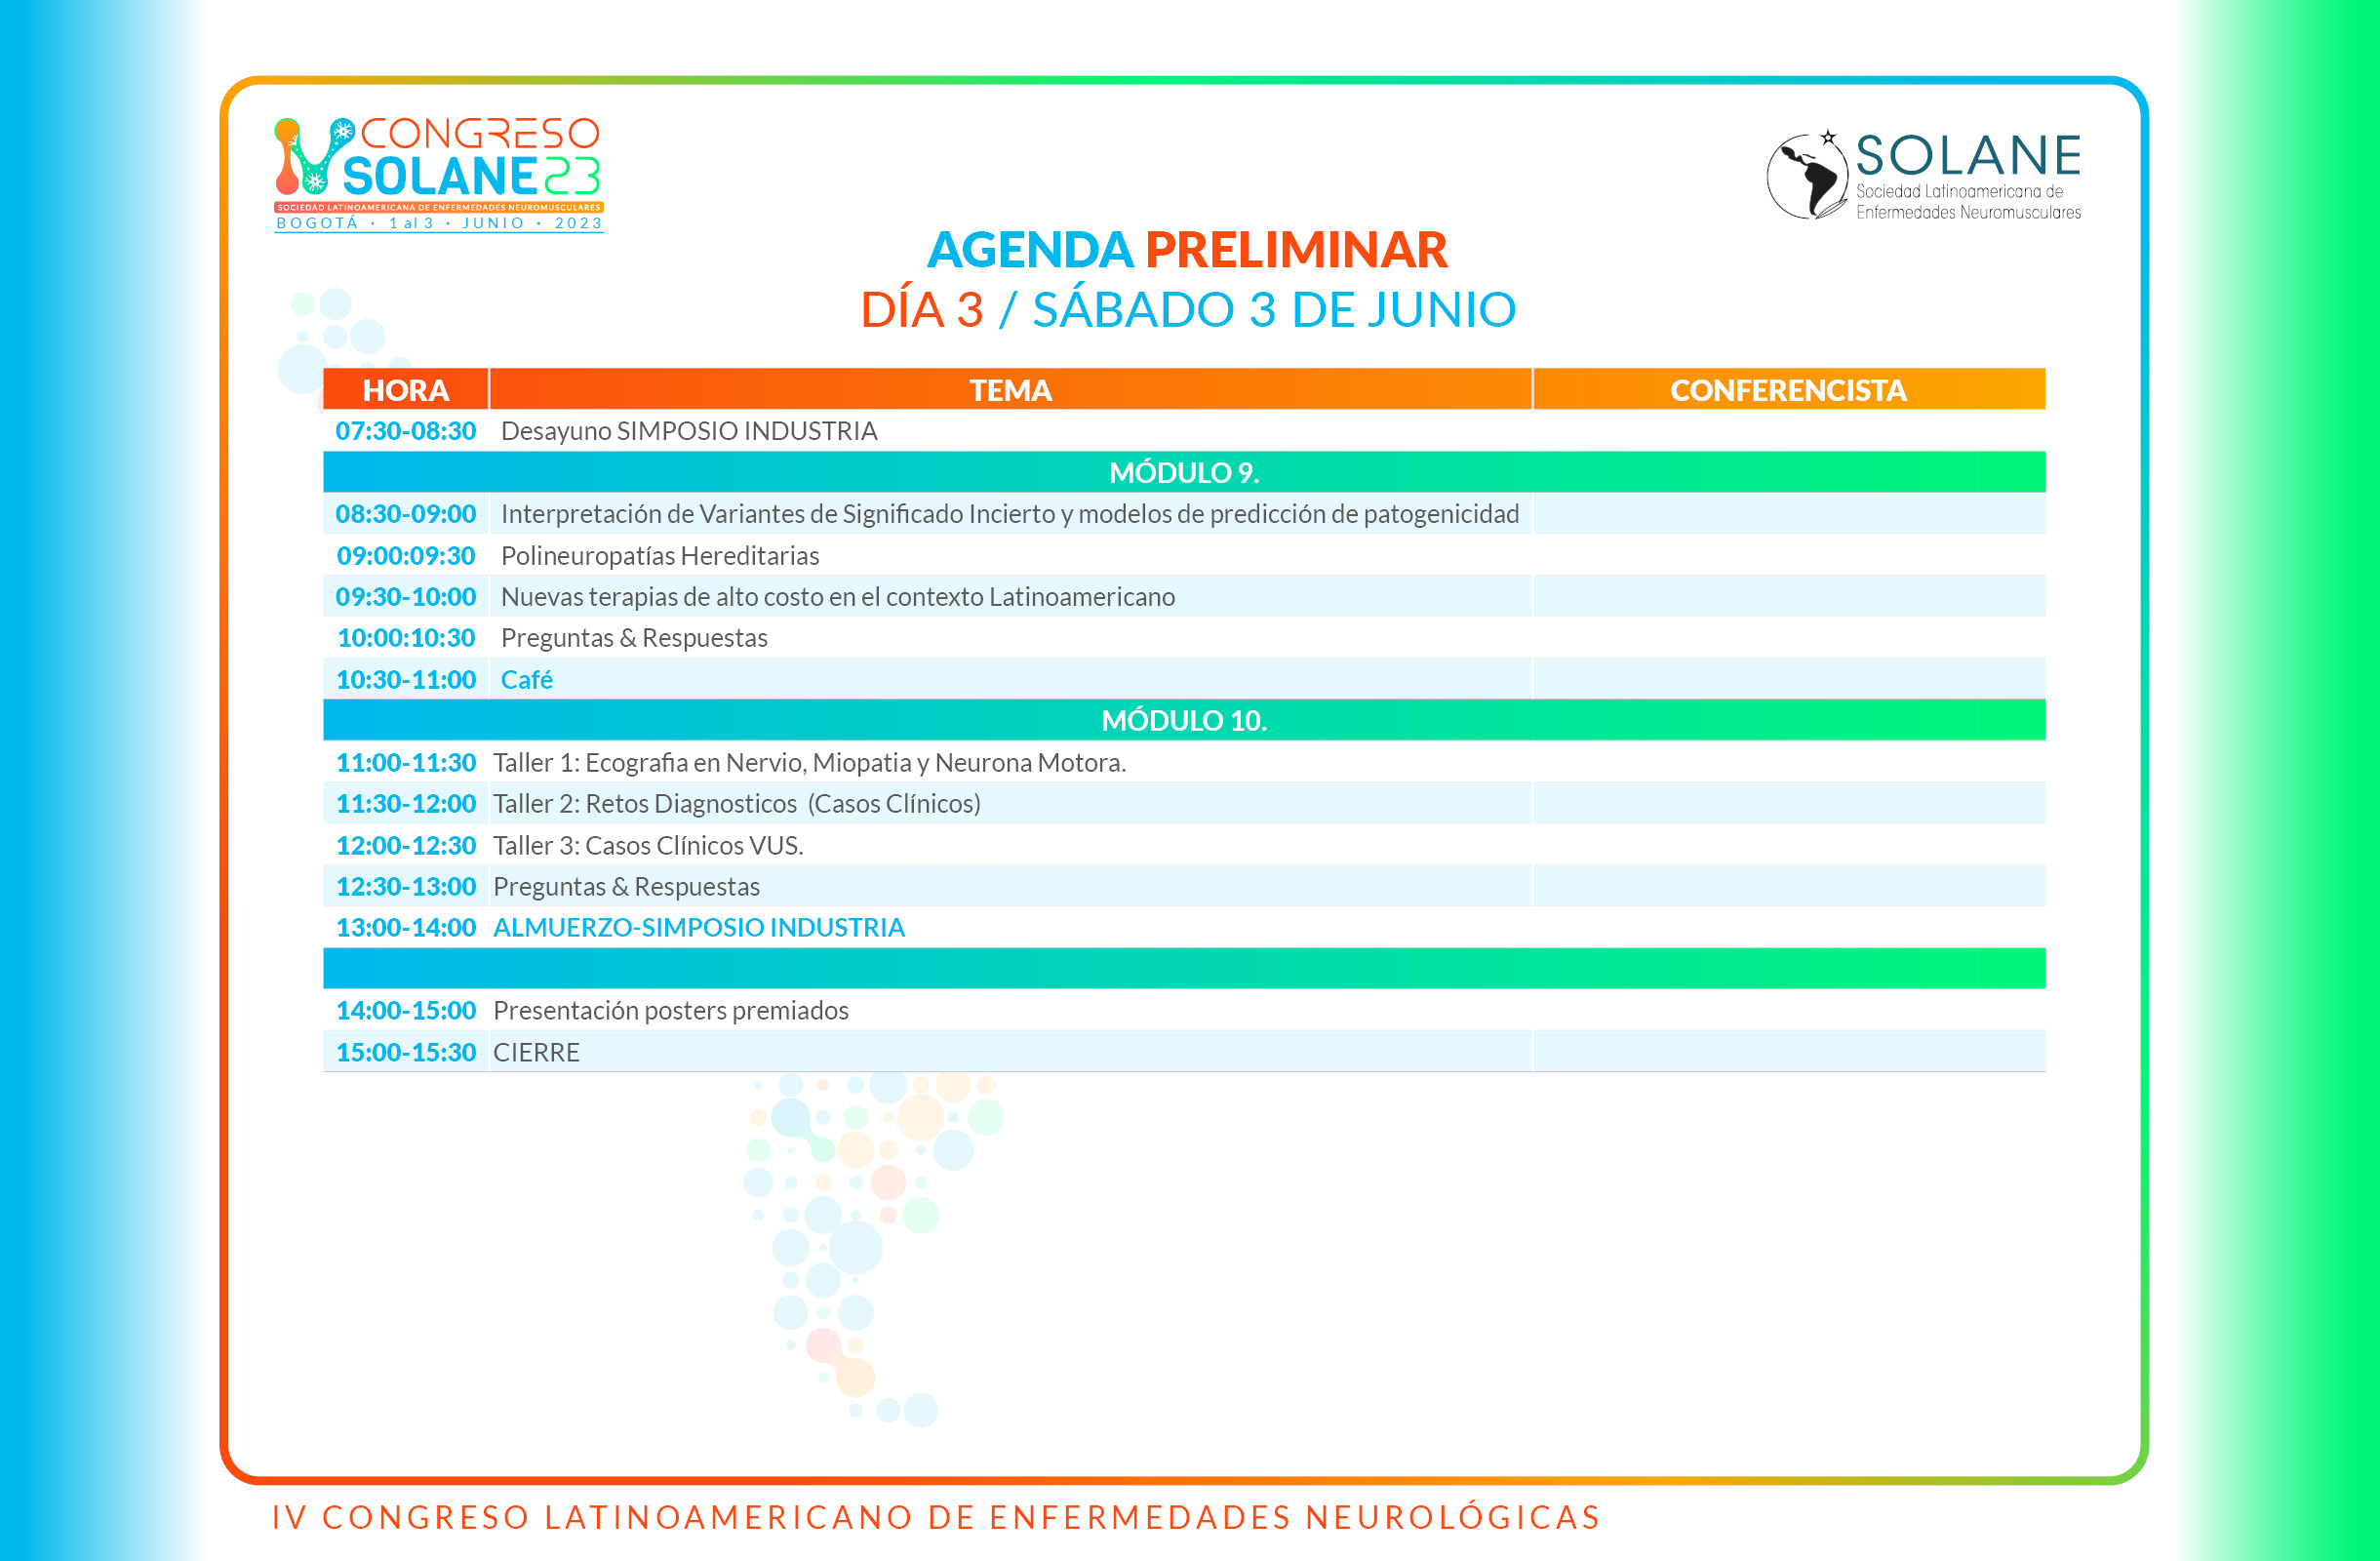 CONGRESO
SOLANE 23
SOCIEDAD LATINOAMERICANA DE ENFERMEDADES NEUROMUSCULARES
BOGOTÁ · 1 al 3 · JUNIO · 2023
SOLANE
Sociedad Latinoamericana de
Enfermedades Neuromusculares
AGENDA PRELIMINAR
DÍA 3 / SÁBADO 3 DE JUNIO
HORA TEMA CONFERENCISTA
07:30-08:30 Desayuno SIMPOSIO INDUSTRIA
MÓDULO 9.
08:30-09:00 Interpretación de Variantes de Significado Incierto y modelos de predicción de patogenicidad
09:00:09:30 Polineuropatías Hereditarias
09:30-10:00 Nuevas terapias de alto costo en el contexto Latinoamericano
10:00:10:30 Preguntas & Respuestas
10:30-11:00 Café
MÓDULO 10.
11:00-11:30 Taller 1: Ecografia en Nervio, Miopatia y Neurona Motora.
11:30-12:00 Taller 2: Retos Diagnosticos (Casos Clínicos)
12:00-12:30 Taller 3: Casos Clínicos VUS.
12:30-13:00 Preguntas & Respuestas
13:00-14:00 ALMUERZO-SIMPOSIO INDUSTRIA
14:00-15:00 Presentación posters premiados
15:00-15:30 CIERRE
IV CONGRESO LATINOAMERICANO DE ENFERMEDADES NEUROLÓGICAS